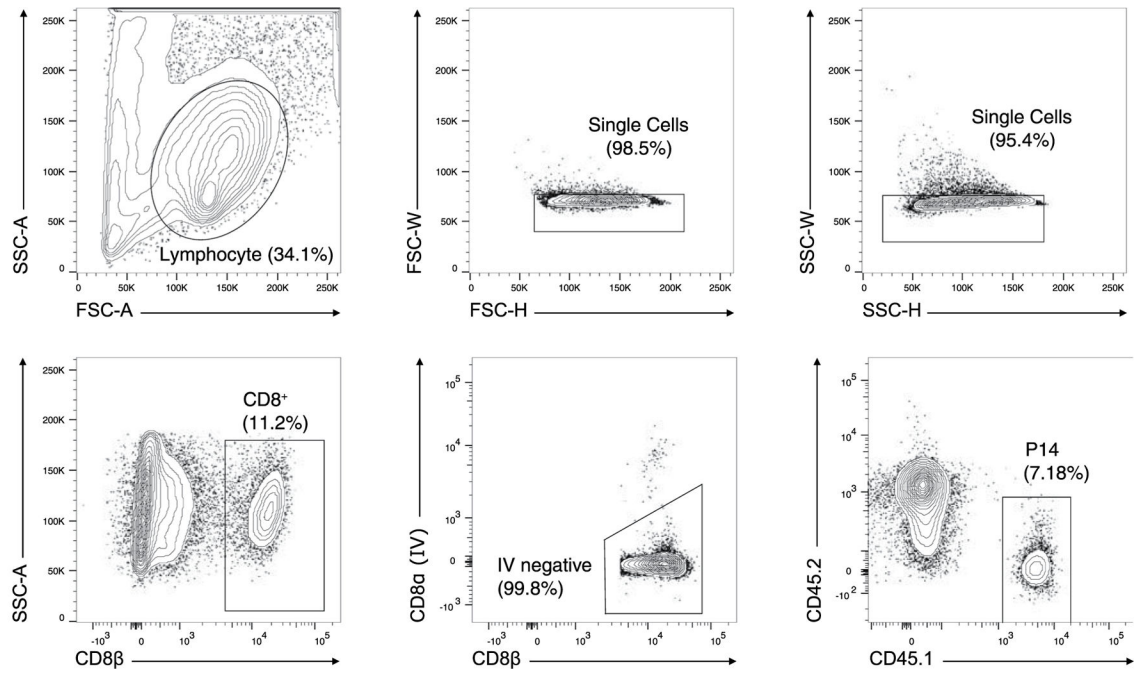 250K
200K
150K
100K
50K
0
SSC-A
Lymphocyte (34.1%)
0
50K
100K
150K
200K
250K
FSC-A
250K
200K
150K
100K
50K
0
FSC-W
Single Cells
(98.5%)
0
50K
100K
150K
200K
250K
FSC-H
250K
200K
150K
100K
50K
0
SSC-W
Single Cells
(95.4%)
0
50K
100K
150K
200K
250K
SSC-H
250K
200K
150K
100K
50K
0
SSC-A
CD8⁺
(11.2%)
-10³
0
10³
10⁴
10⁵
CD8β
10⁵
10⁴
10³
0
-10³
CD8α (IV)
IV negative
(99.8%)
-10³
0
10³
10⁴
10⁵
CD8β
10⁵
10⁴
10³
0
-10²
CD45.2
P14
(7.18%)
0
10³
10⁴
10⁵
CD45.1